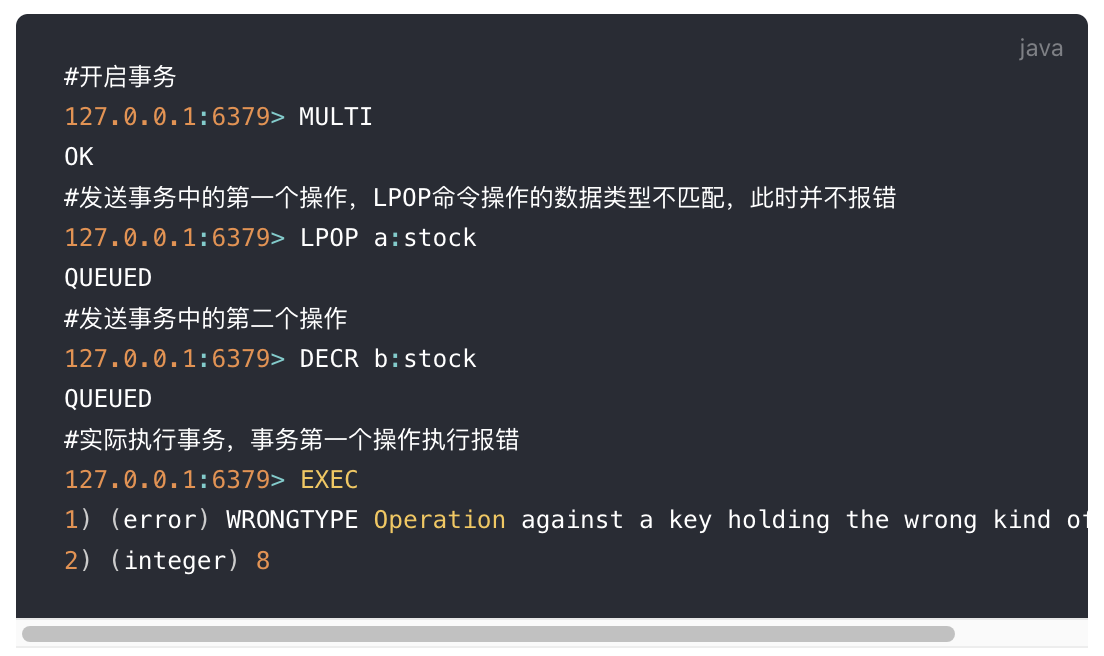 java
#开启事务
127.0.0.1:6379> MULTI
OK
#发送事务中的第一个操作，LPOP命令操作的数据类型不匹配，此时并不报错
127.0.0.1:6379> LPOP a:stock
QUEUED
#发送事务中的第二个操作
127.0.0.1:6379> DECR b:stock
QUEUED
#实际执行事务，事务第一个操作执行报错
127.0.0.1:6379> EXEC
1) (error) WRONGTYPE Operation against a key holding the wrong kind of
2) (integer) 8